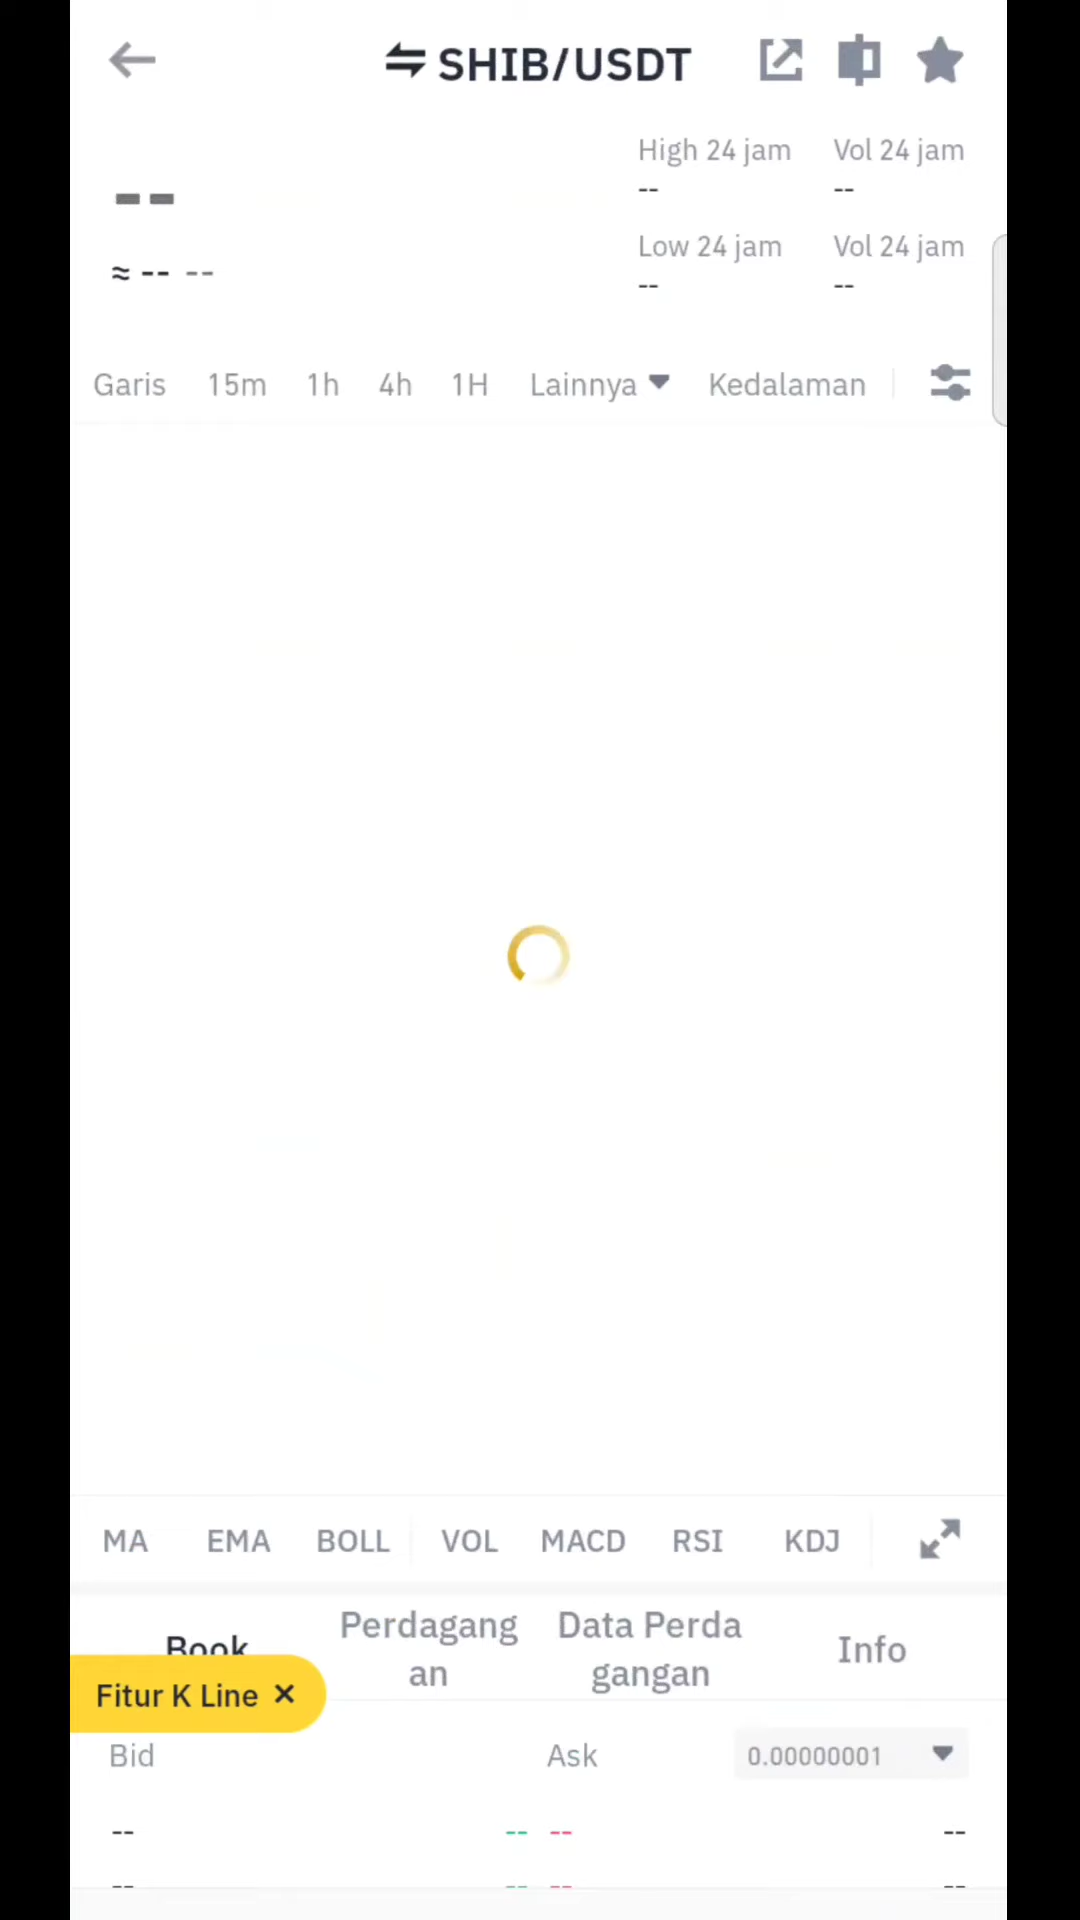 SHIB/USDT
High 24 jam
Vol 24 jam
--
--
--
Low 24 jam
Vol 24 jam
≈ -- --
--
--
Garis 15m 1h 4h 1H Lainnya Kedalaman
MA EMA BOLL VOL MACD RSI KDJ
Book
Perdagang
an
Data Perda
gangan
Info
Fitur K Line ×
Bid
Ask
0.00000001
-- -- -- --
-- -- -- --